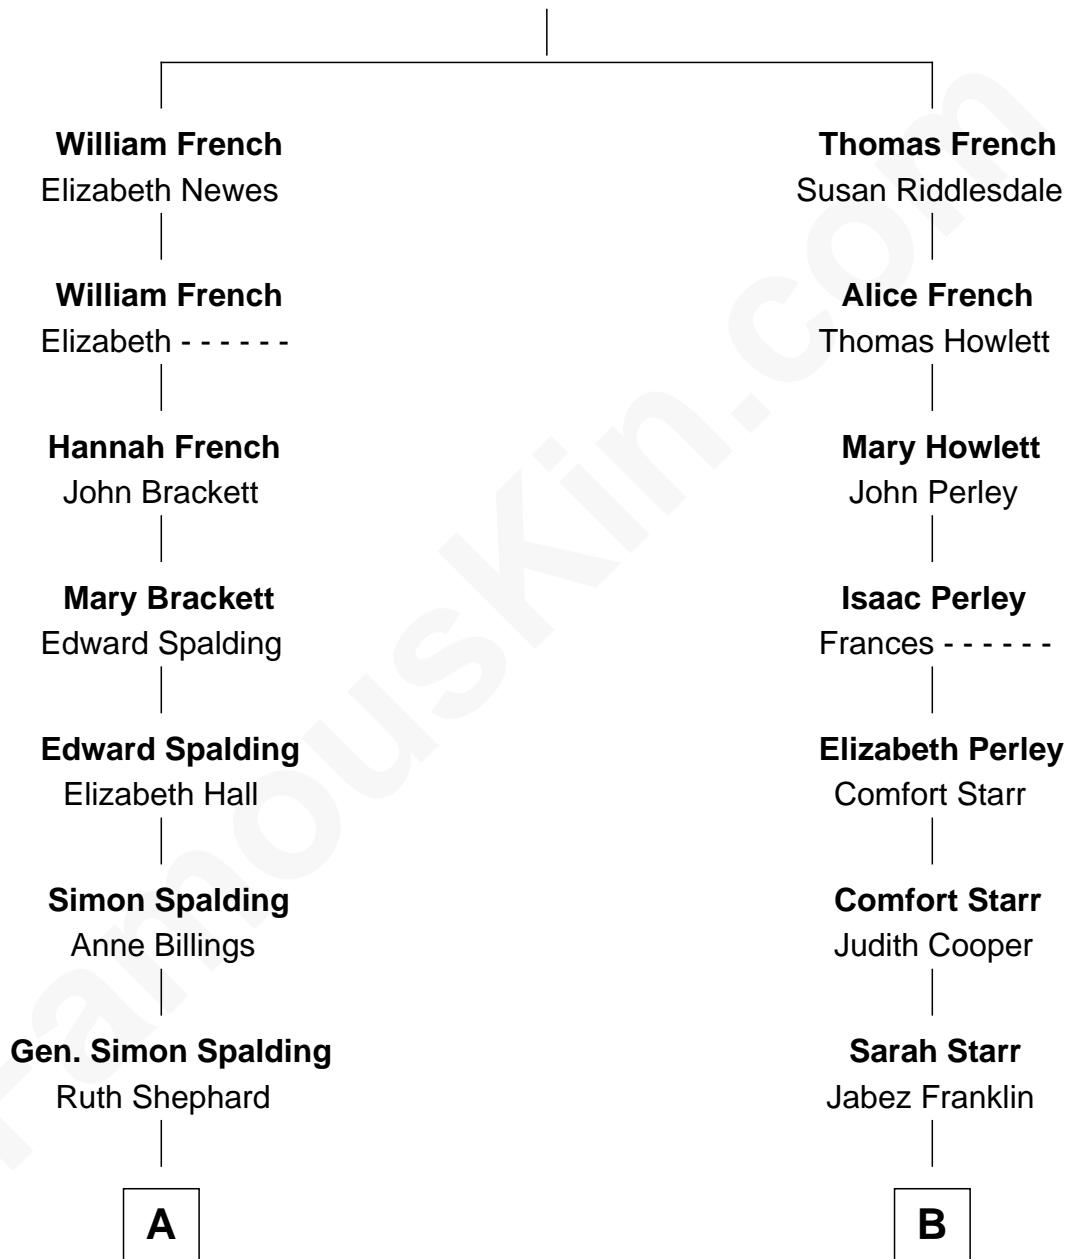 William French
Elizabeth Newes
William French
Elizabeth - - - - - -
Hannah French
John Brackett
Mary Brackett
Edward Spalding
Edward Spalding
Elizabeth Hall
Simon Spalding
Anne Billings
Gen. Simon Spalding
Ruth Shephard
A
Thomas French
Susan Riddlesdale
Alice French
Thomas Howlett
Mary Howlett
John Perley
Isaac Perley
Frances - - - - - -
Elizabeth Perley
Comfort Starr
Comfort Starr
Judith Cooper
Sarah Starr
Jabez Franklin
B
FamousKin.com